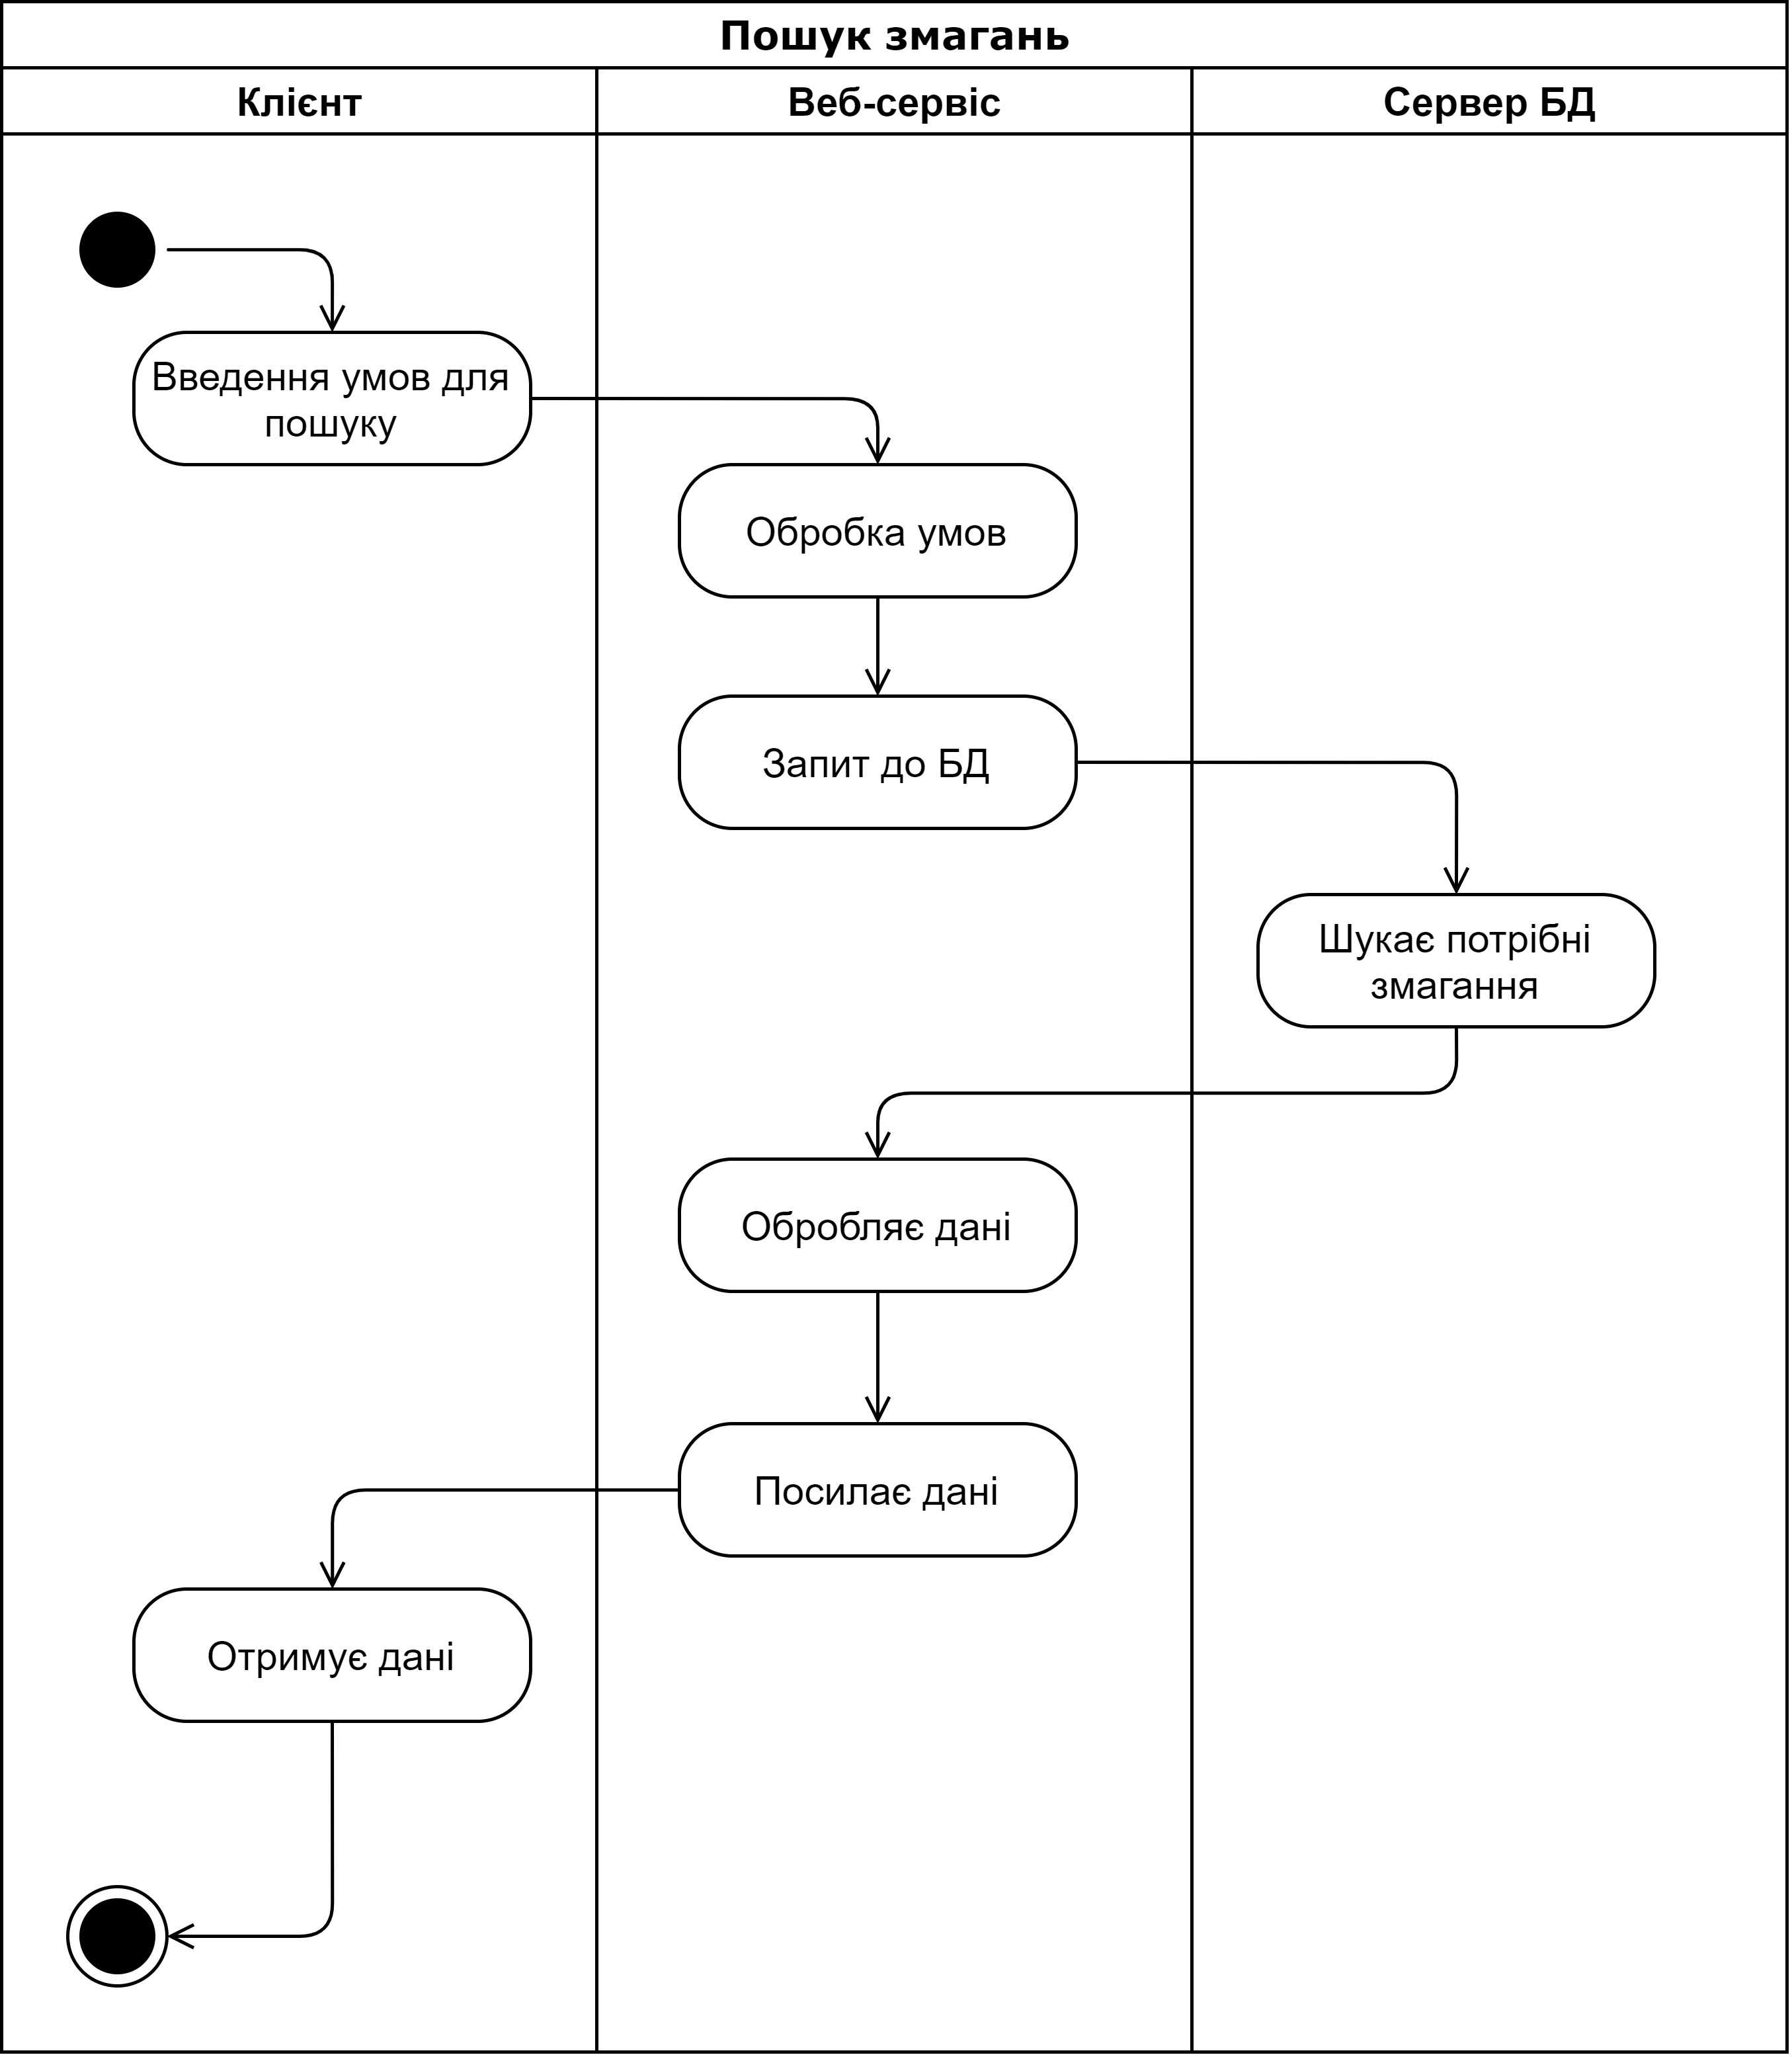 Пошук змагань
Клієнт
Веб-сервіс
Сервер БД
Введення умов для
пошуку
Обробка умов
Запит до БД
Шукає потрібні
змагання
Обробляє дані
Посилає дані
Отримує дані